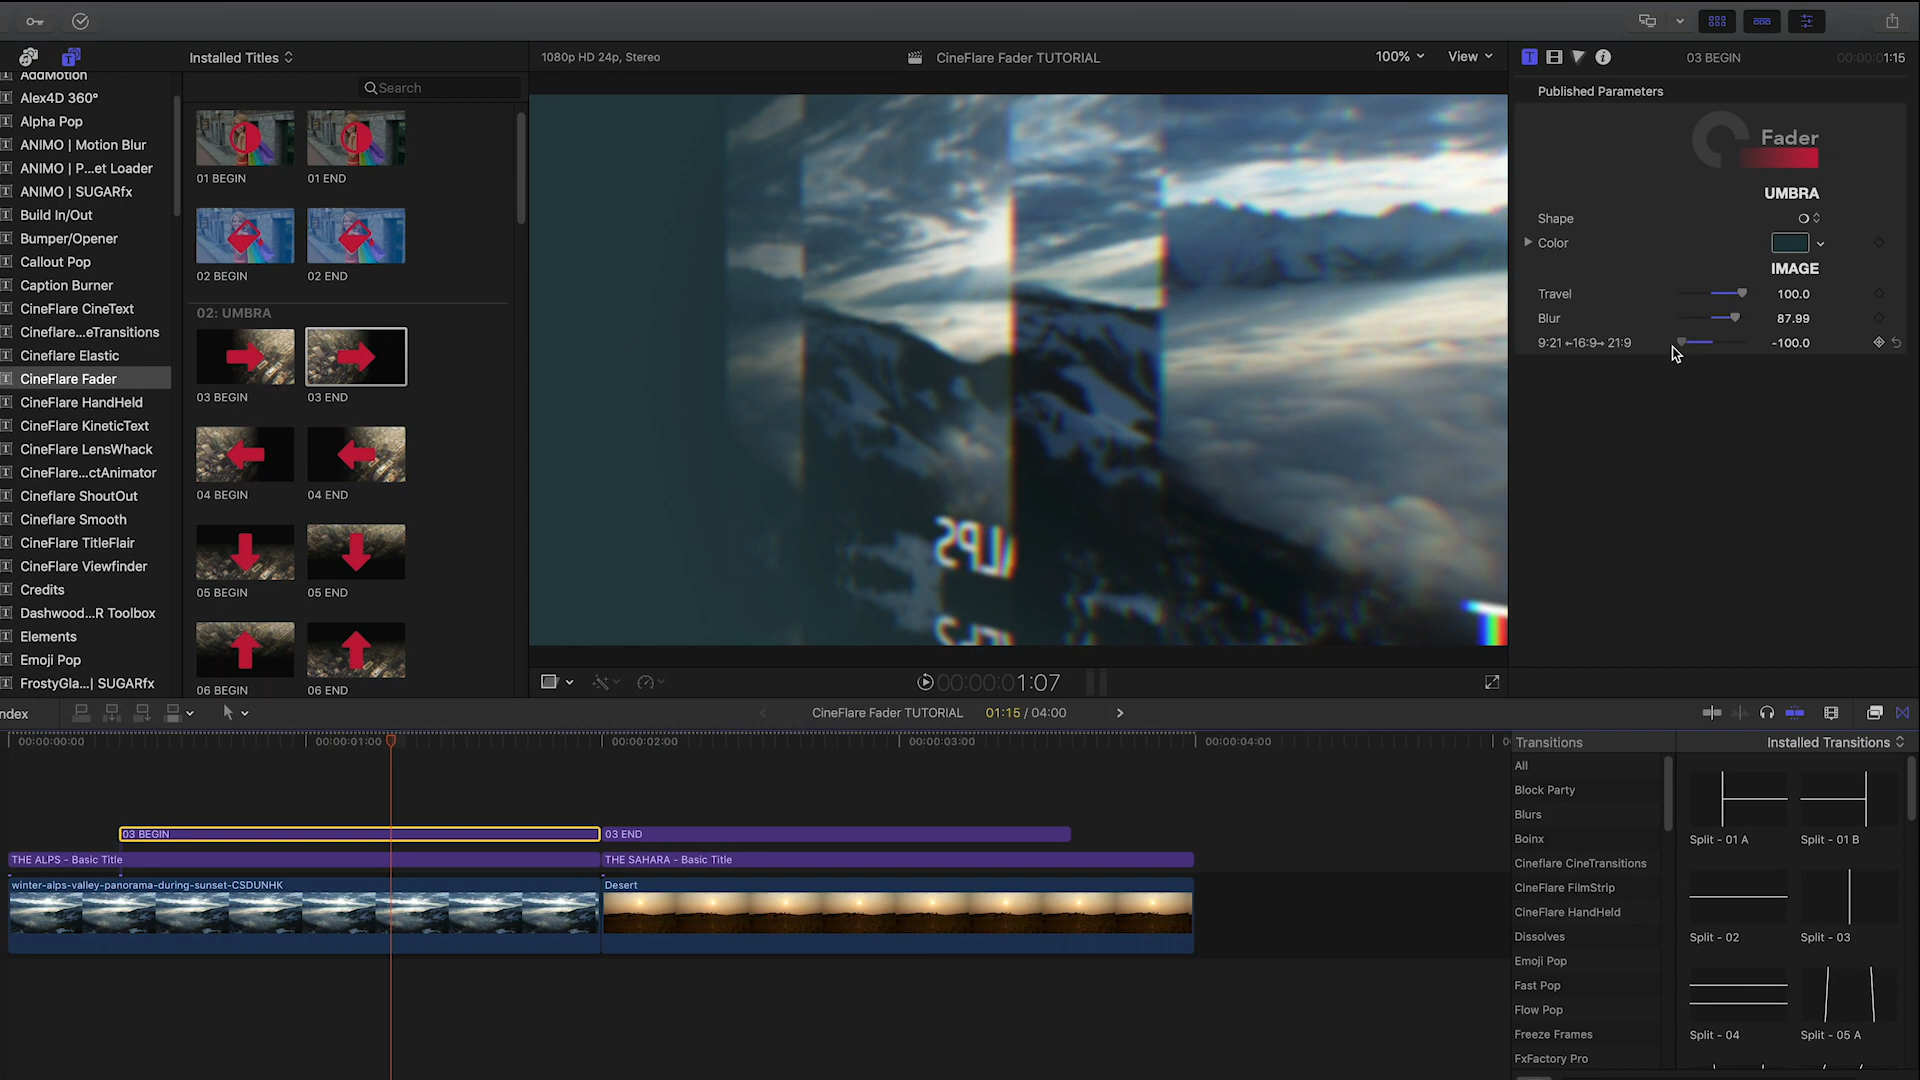 Installed Titles
1080p HD 24p, Stereo
CineFlare Fader TUTORIAL
100%
View
03 BEGIN
00:00:01:15
AddMotion
Alex4D 360°
Alpha Pop
ANIMO | Motion Blur
ANIMO | P...et Loader
ANIMO | SUGARfx
Build In/Out
Bumper/Opener
Callout Pop
Caption Burner
CineFlare CineText
Cineflare...eTransitions
Cineflare Elastic
CineFlare Fader
CineFlare HandHeld
CineFlare KineticText
CineFlare LensWhack
CineFlare...ctAnimator
Cineflare ShoutOut
Cineflare Smooth
CineFlare TitleFlair
CineFlare Viewfinder
Credits
Dashwood...R Toolbox
Elements
Emoji Pop
FrostyGla...| SUGARfx
Search
01 BEGIN
01 END
02 BEGIN
02 END
02: UMBRA
03 BEGIN
03 END
04 BEGIN
04 END
05 BEGIN
05 END
06 BEGIN
06 END
ALPS
Published Parameters
Fader
UMBRA
Shape
Color
IMAGE
Travel 100.0
Blur 87.99
9:21 ←16:9→ 21:9 -100.0
00:00:01:07
ndex
CineFlare Fader TUTORIAL
01:15 / 04:00
00:00:00:00
00:00:01:00
00:00:02:00
00:00:03:00
00:00:04:00
03 BEGIN
03 END
THE ALPS - Basic Title
THE SAHARA - Basic Title
winter-alps-valley-panorama-during-sunset-CSDUNHK
Desert
Transitions
Installed Transitions
All
Block Party
Blurs
Boinx
Cineflare CineTransitions
CineFlare FilmStrip
CineFlare HandHeld
Dissolves
Emoji Pop
Fast Pop
Flow Pop
Freeze Frames
FxFactory Pro
Split - 01 A
Split - 01 B
Split - 02
Split - 03
Split - 04
Split - 05 A